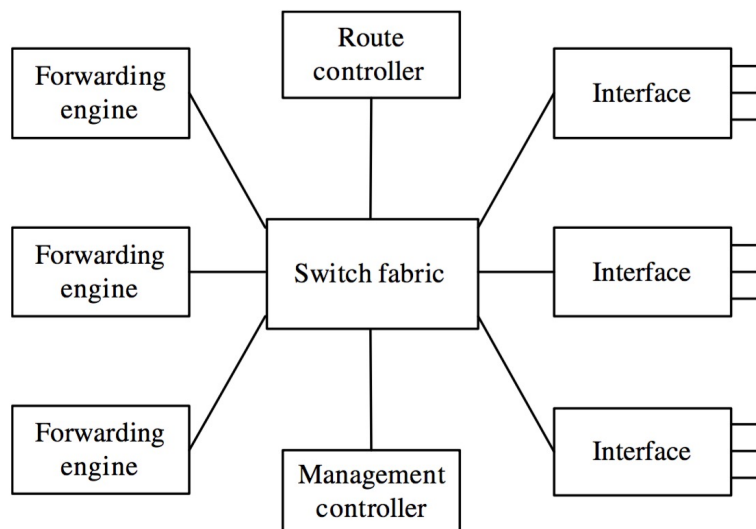 Route
controller
Forwarding
engine
Interface
Forwarding
engine
Switch fabric
Interface
Forwarding
engine
Management
controller
Interface